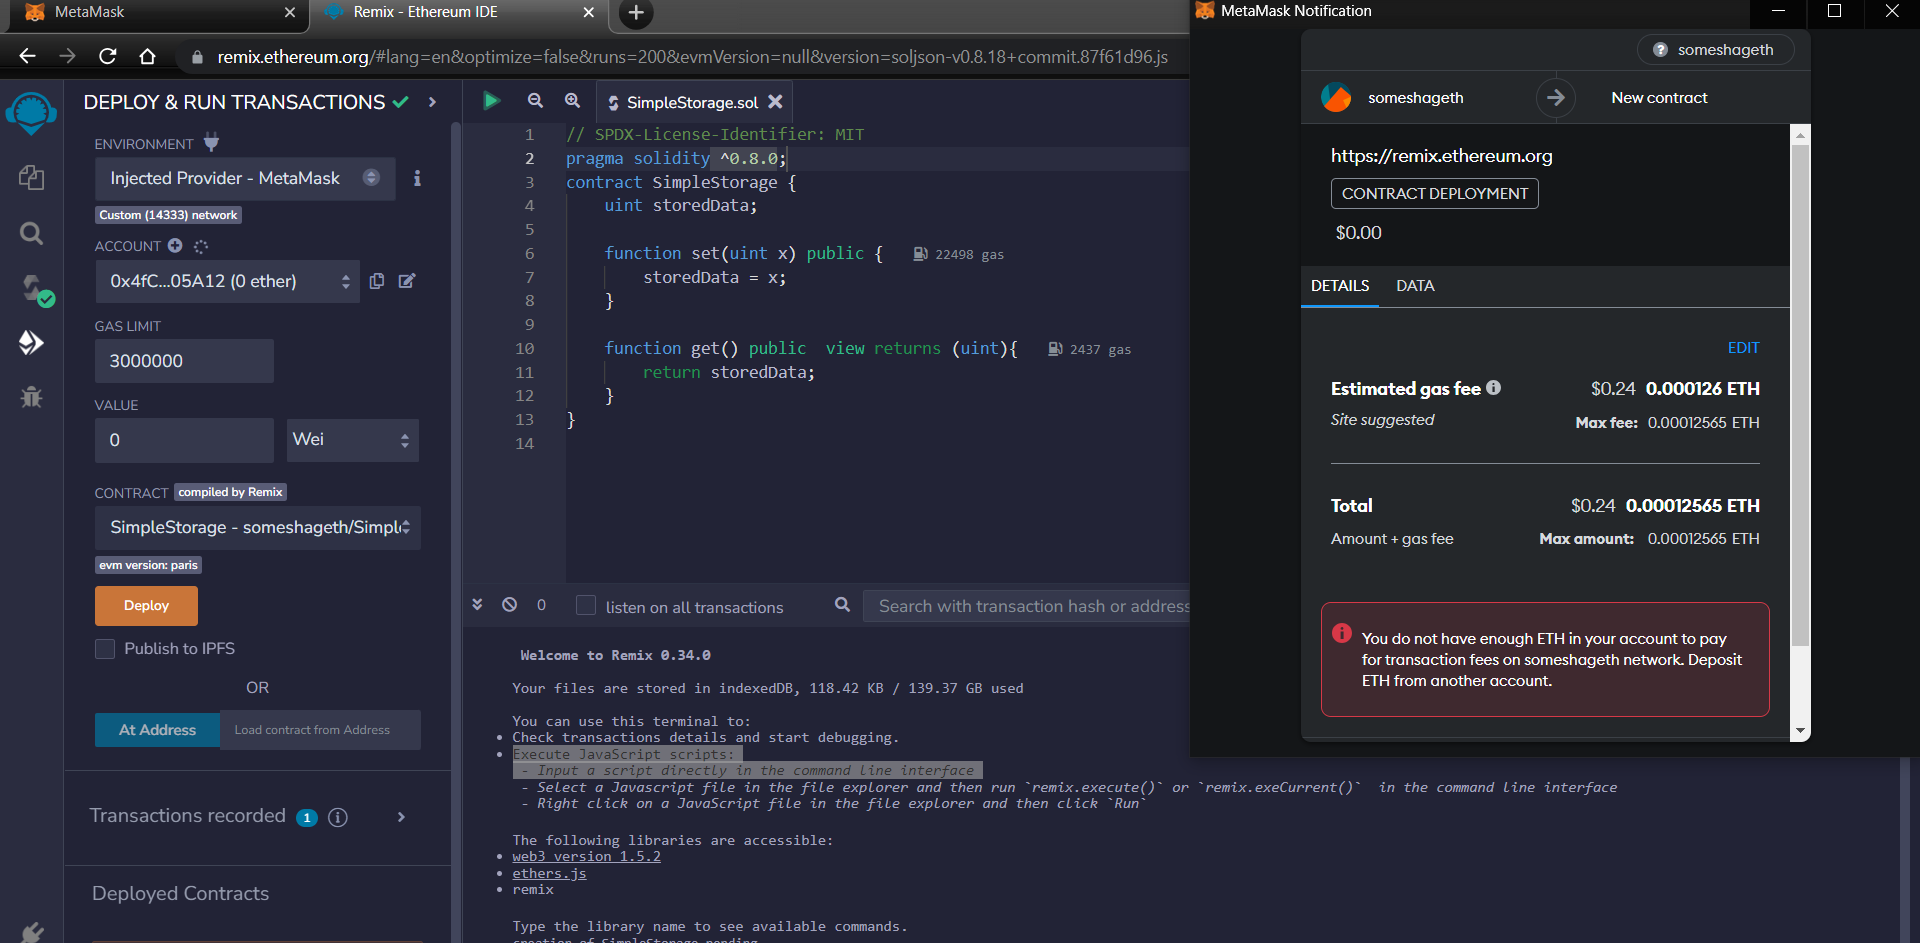 MetaMask
Remix - Ethereum IDE
remix.ethereum.org/#lang=en&optimize=false&runs=200&evmVersion=null&version=soljson-v0.8.18+commit.87f61d96.js
DEPLOY & RUN TRANSACTIONS
ENVIRONMENT
Injected Provider - MetaMask
Custom (14333) network
ACCOUNT
0x4fC...05A12 (0 ether)
GAS LIMIT
3000000
VALUE
0
Wei
CONTRACT compiled by Remix
SimpleStorage - someshageth/Simpl
evm version: paris
Deploy
Publish to IPFS
OR
At Address Load contract from Address
Transactions recorded 1
Deployed Contracts
SimpleStorage.sol
1 // SPDX-License-Identifier: MIT
2 pragma solidity ^0.8.0;
3 contract SimpleStorage {
4 uint storedData;
5
6 function set(uint x) public { 22498 gas
7 storedData = x;
8 }
9
10 function get() public view returns (uint){ 2437 gas
11 return storedData;
12 }
13 }
14
0 listen on all transactions Search with transaction hash or address
Welcome to Remix 0.34.0
Your files are stored in indexedDB, 118.42 KB / 139.37 GB used
You can use this terminal to:
• Check transactions details and start debugging.
• Execute JavaScript scripts:
- Input a script directly in the command line interface
- Select a Javascript file in the file explorer and then run `remix.execute()` or `remix.exeCurrent()` in the command line interface
- Right click on a JavaScript file in the file explorer and then click `Run`
The following libraries are accessible:
• web3 version 1.5.2
• ethers.js
• remix
Type the library name to see available commands.
creation of SimpleStorage pending...
MetaMask Notification
someshageth
someshageth New contract
https://remix.ethereum.org
CONTRACT DEPLOYMENT
$0.00
DETAILS DATA
EDIT
Estimated gas fee $0.24 0.000126 ETH
Site suggested Max fee: 0.00012565 ETH
Total $0.24 0.00012565 ETH
Amount + gas fee Max amount: 0.00012565 ETH
You do not have enough ETH in your account to pay
for transaction fees on someshageth network. Deposit
ETH from another account.